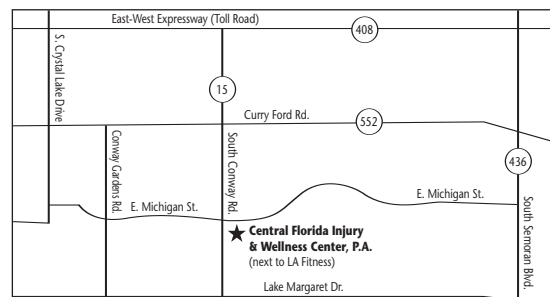 East-West Expressway (Toll Road)
408
S. Crystal Lake Drive
15
Curry Ford Rd.
552
Conway Gardens Rd.
South Conway Rd.
436
E. Michigan St.
E. Michigan St.
South Semoran Blvd.
Central Florida Injury
& Wellness Center, P.A.
(next to LA Fitness)
Lake Margaret Dr.